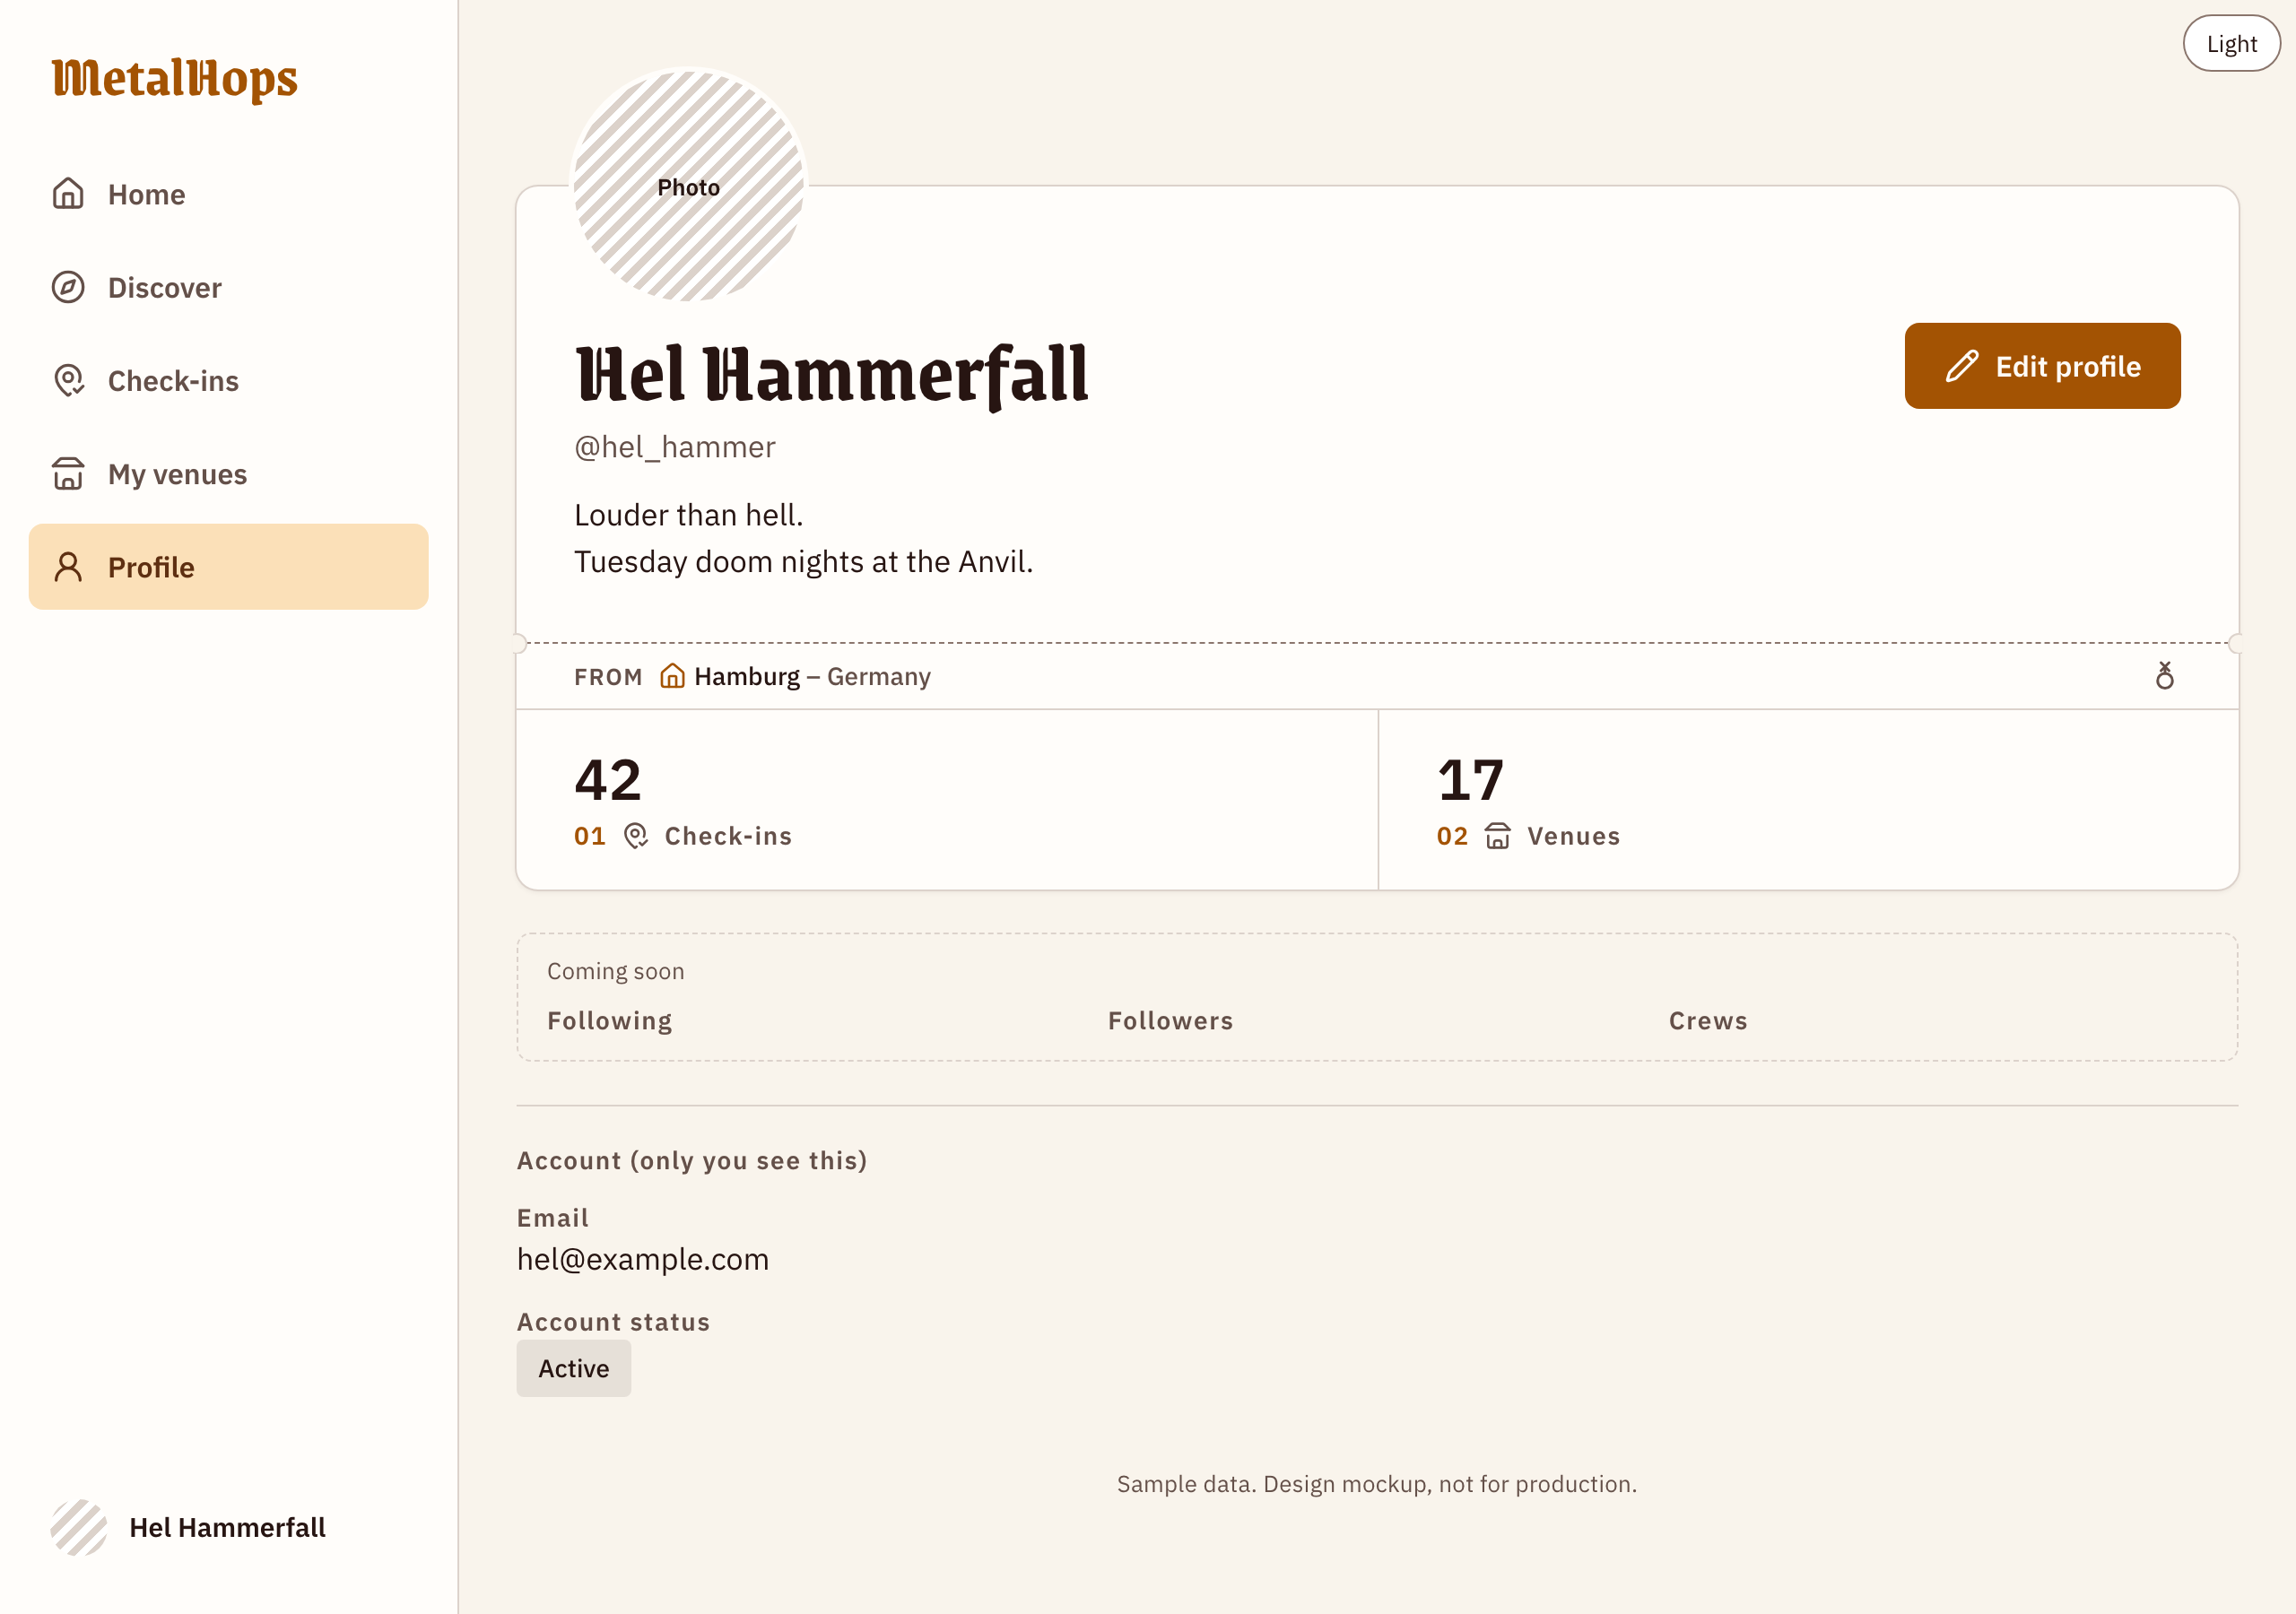 MetalHops
Light
Home
Discover
Check-ins
My venues
Profile
Photo
Hel Hammerfall
Edit profile
@hel_hammer
Louder than hell.
Tuesday doom nights at the Anvil.
FROM Hamburg – Germany
42
01 Check-ins
17
02 Venues
Coming soon
Following
Followers
Crews
Account (only you see this)
Email
hel@example.com
Account status
Active
Sample data. Design mockup, not for production.
Hel Hammerfall